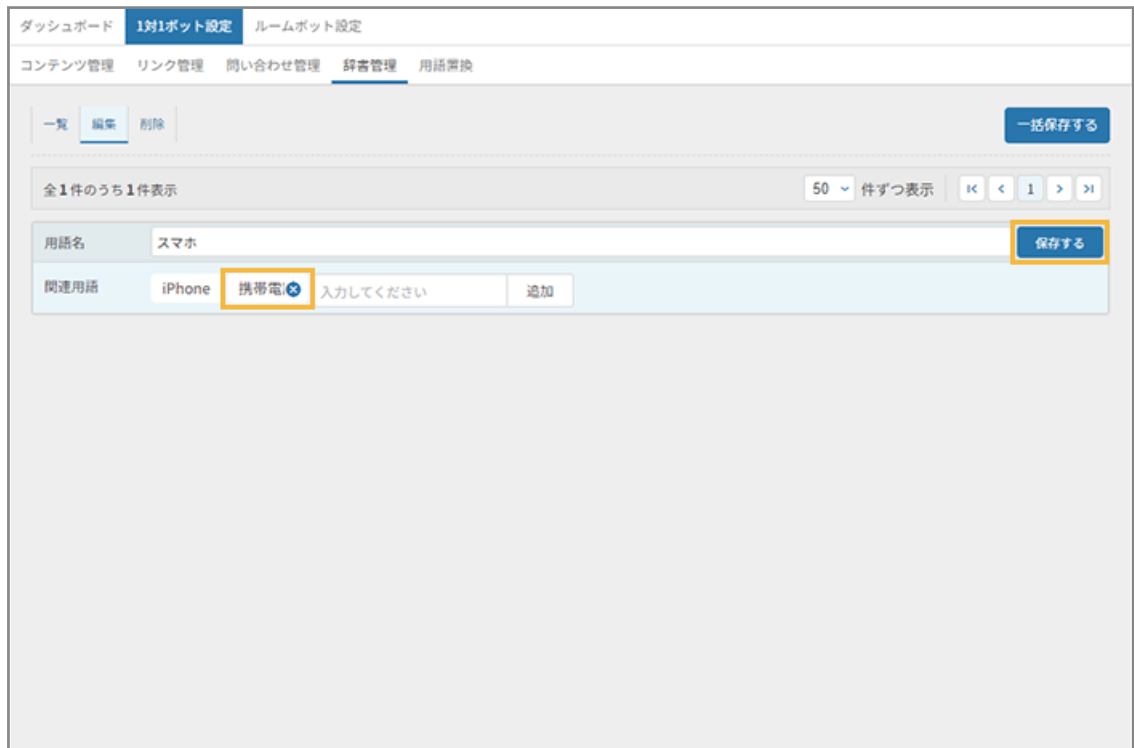 ダッシュボード 1対1ボット設定 ルームボット設定
コンテンツ管理 リンク管理 問い合わせ管理 辞書管理 用語置換
一覧 編集 削除 一括保存する
全1件のうち1件表示 50 件ずつ表示 1
用語名 スマホ 保存する
関連用語 iPhone 携帯電 入力してください 追加